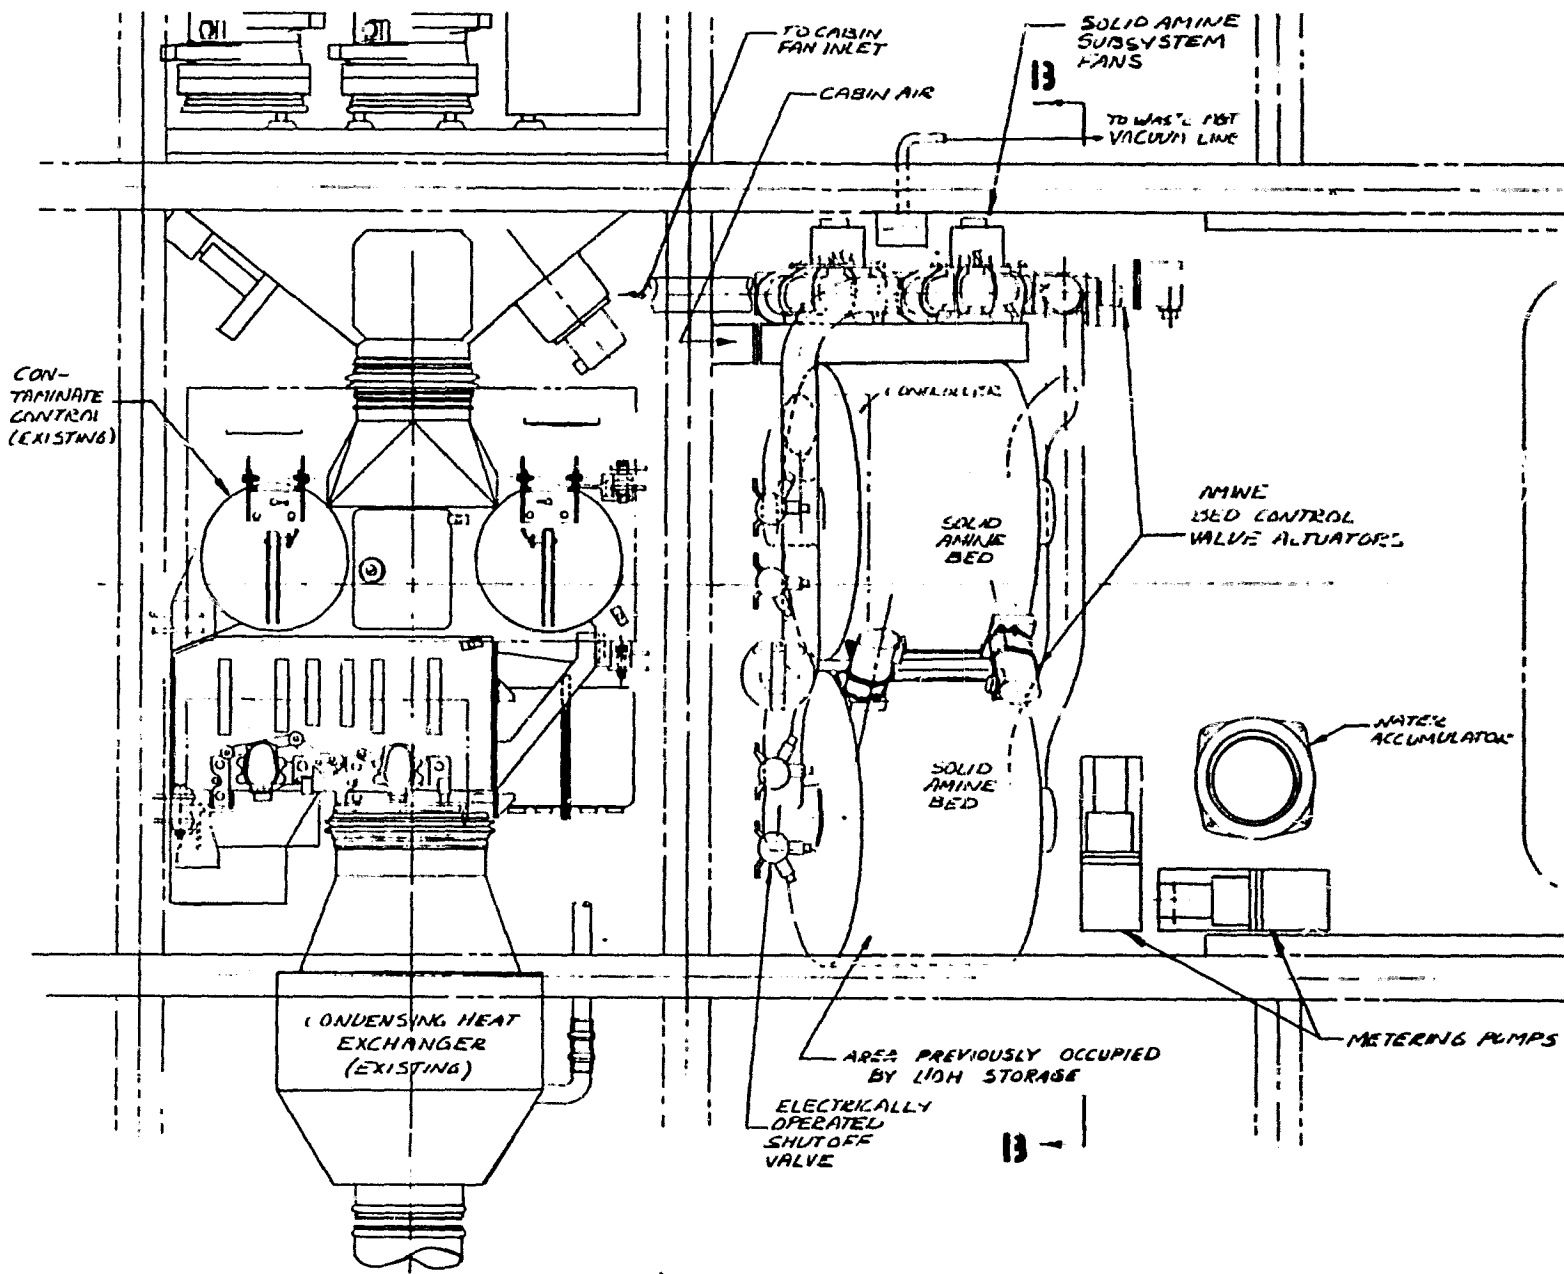 TO CABIN
FAN INLET
SOLID AMINE
SUBSYSTEM
FANS
B
CABIN AIR
TO
VACUUM LINE
CON-
TAMINATE
CONTROL
(EXISTING)
CONTROLLER
SOLID
AMINE
BED
AMINE
BED CONTROL
VALVE ACTUATORS
SOLID
AMINE
BED
WATER
ACCUMULATOR
CONDENSING HEAT
EXCHANGER
(EXISTING)
AREA PREVIOUSLY OCCUPIED
BY LIOH STORAGE
METERING PUMPS
ELECTRICALLY
OPERATED
SHUTOFF
VALVE
B